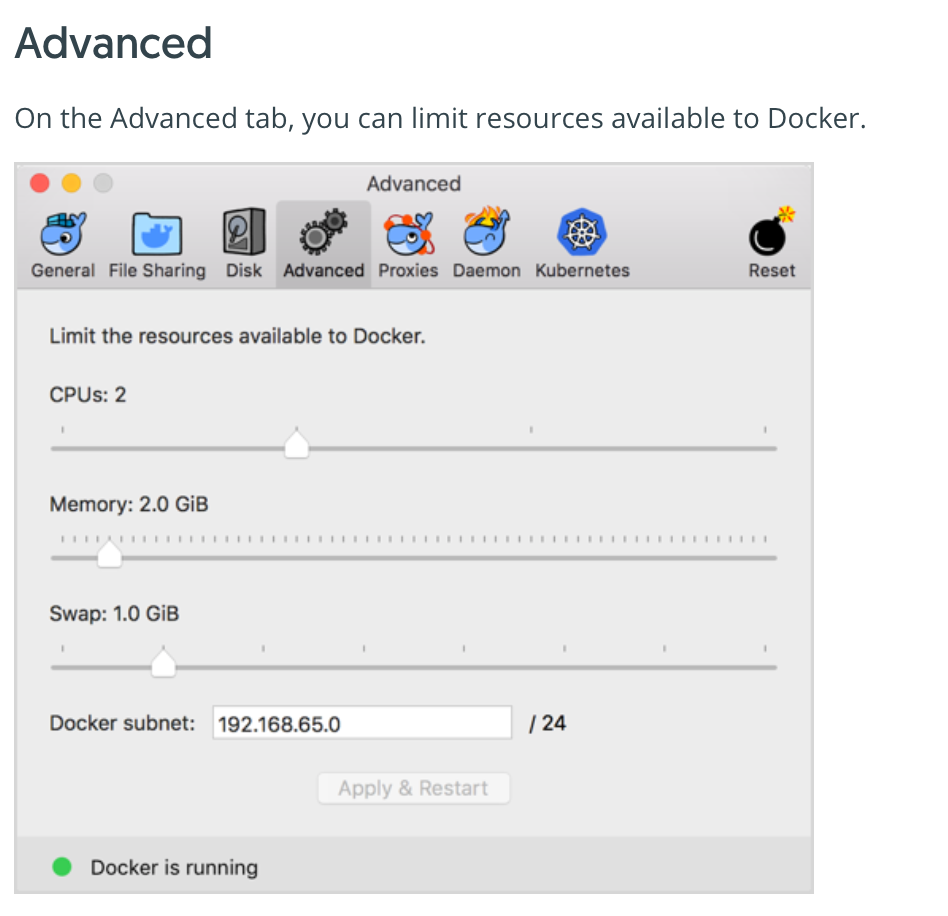 Advanced
On the Advanced tab, you can limit resources available to Docker.
Advanced
General File Sharing Disk Advanced Proxies Daemon Kubernetes Reset
Limit the resources available to Docker.
CPUs: 2
Memory: 2.0 GiB
Swap: 1.0 GiB
Docker subnet: 192.168.65.0 / 24
Apply & Restart
Docker is running